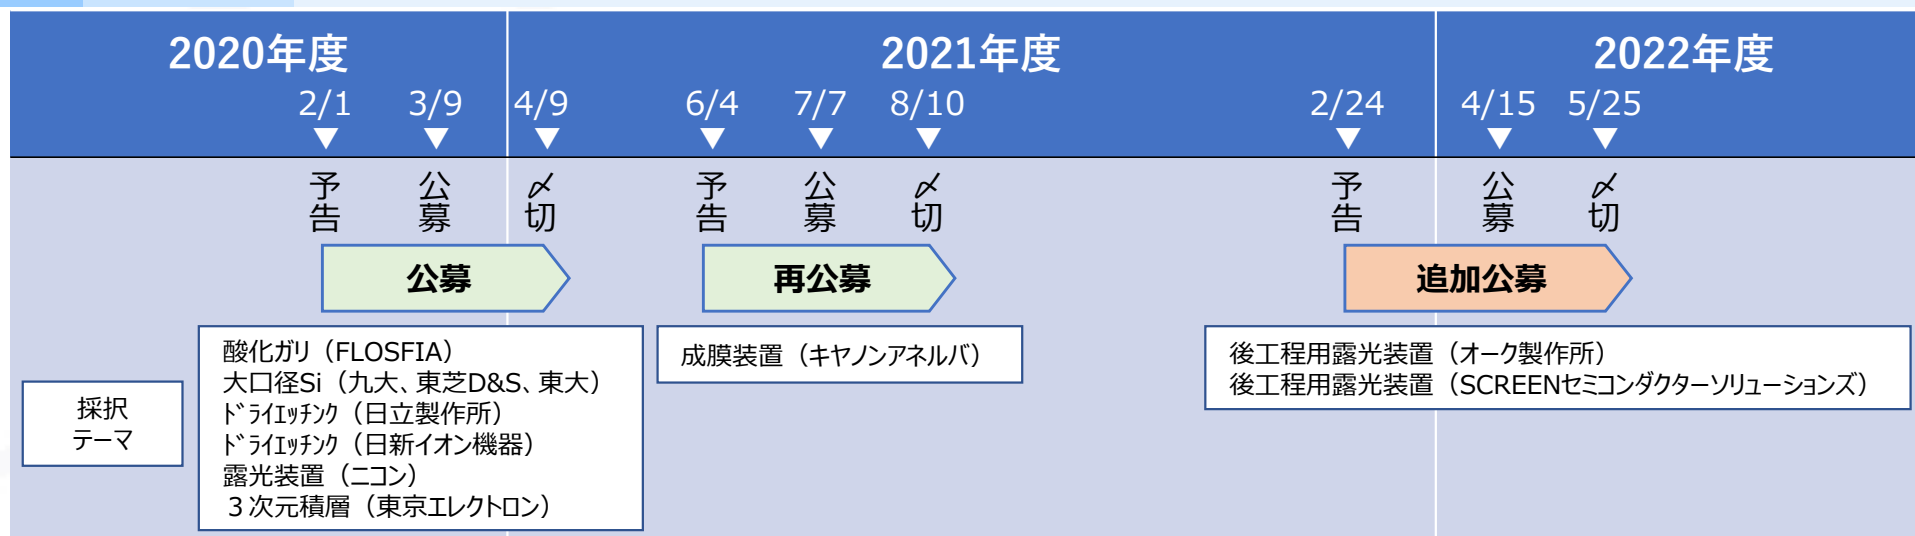 2020年度
2021年度
2022年度
2/1
3/9
4/9
6/4
7/7
8/10
2/24
4/15
5/25
予告
公募
〆切
予告
公募
〆切
予告
公募
〆切
公募
再公募
追加公募
採択
テーマ
酸化ガリ（FLOSFIA）
大口径Si（九大、東芝D&S、東大）
ﾄﾞﾗｲｴｯﾁﾝｸ（日立製作所）
ﾄﾞﾗｲｴｯﾁﾝｸ（日新イオン機器）
露光装置（ニコン）
３次元積層（東京エレクトロン）
成膜装置（キヤノンアネルバ）
後工程用露光装置（オーク製作所）
後工程用露光装置（SCREENセミコンダクターソリューションズ）